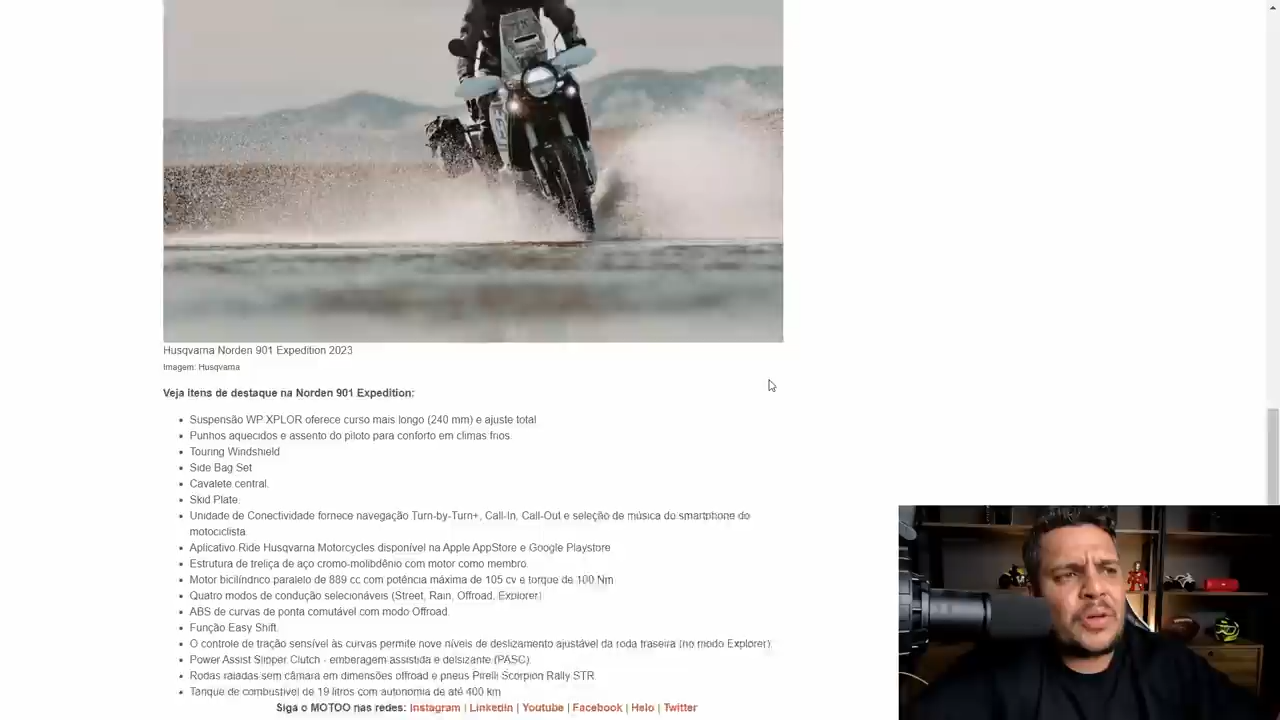 Husqvarna Norden 901 Expedition 2023
Imagem: Husqvarna
Veja itens de destaque na Norden 901 Expedition:
Suspensão WP XPLOR oferece curso mais longo (240 mm) e ajuste total
Punhos aquecidos e assento do piloto para conforto em climas frios.
Touring Windshield
Side Bag Set
Cavalete central.
Skid Plate.
Unidade de Conectividade fornece navegação Turn-by-Turn+, Call-In, Call-Out e seleção de música do smartphone do
motociclista.
Aplicativo Ride Husqvarna Motorcycles disponível na Apple AppStore e Google Playstore
Estrutura de treliça de aço cromo-molibdênio com motor como membro.
Motor bicilíndrico paralelo de 889 cc com potência máxima de 105 cv e torque de 100 Nm
Quatro modos de condução selecionáveis (Street, Rain, Offroad, Explorer)
ABS de curvas de ponta comutável com modo Offroad.
Função Easy Shift.
O controle de tração sensível às curvas permite nove níveis de deslizamento ajustável da roda traseira (no modo Explorer).
Power Assist Slipper Clutch - embreagem assistida e delsizante (PASC).
Rodas raiadas sem câmara em dimensões offroad e pneus Pirelli Scorpion Rally STR.
Tanque de combustível de 19 litros com autonomia de até 400 km
Siga o MOTOO nas redes: Instagram | Linkedin | Youtube | Facebook | Helo | Twitter